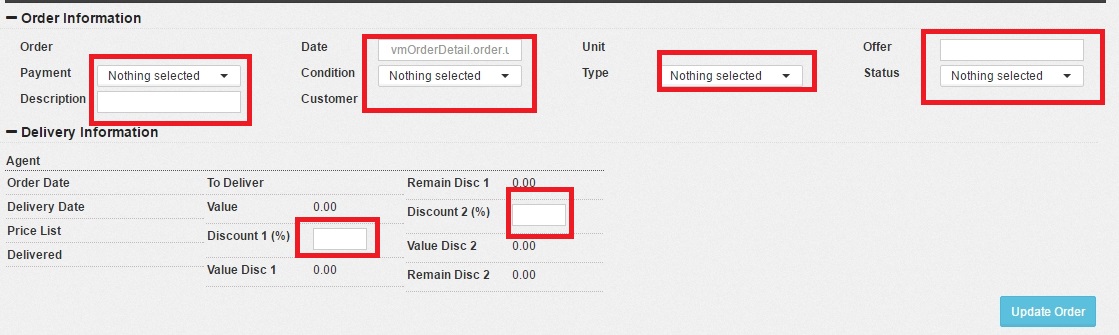 Order Information
Order Date vmOrderDetail.order.u Unit Offer
Payment Nothing selected Condition Nothing selected Type Nothing selected Status Nothing selected
Description Customer
Delivery Information
Agent
Order Date To Deliver Remain Disc 1 0.00
Delivery Date Value 0.00 Discount 2 (%)
Price List Discount 1 (%)
Value Disc 2 0.00
Delivered
Value Disc 1 0.00 Remain Disc 2 0.00
Update Order